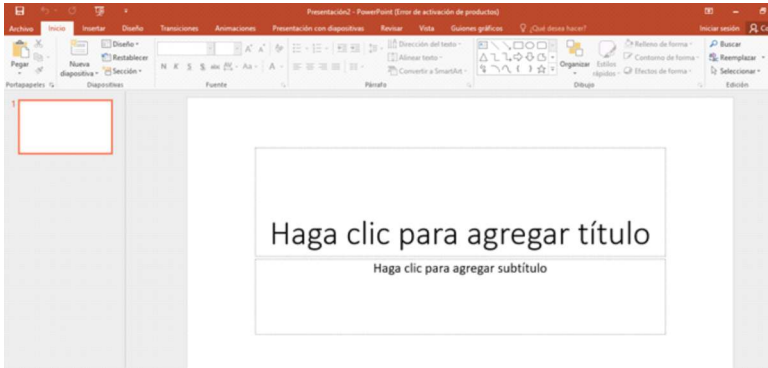 Presentación2 - PowerPoint (Error de activación de productos)
Archivo Inicio Insertar Diseño Transiciones Animaciones Presentación con diapositivas Revisar Vista Guiones gráficos ¿Qué desea hacer? Iniciar sesión
Pegar
Nueva diapositiva
Diseño
Restablecer
Sección
N K S S abc AV Aa A
Dirección del texto
Alinear texto
Convertir a SmartArt
Organizar
Estilos rápidos
Relleno de forma
Contorno de forma
Efectos de forma
Buscar
Reemplazar
Seleccionar
Portapapeles Diapositivas Fuente Párrafo Dibujo Edición
1
Haga clic para agregar título
Haga clic para agregar subtítulo